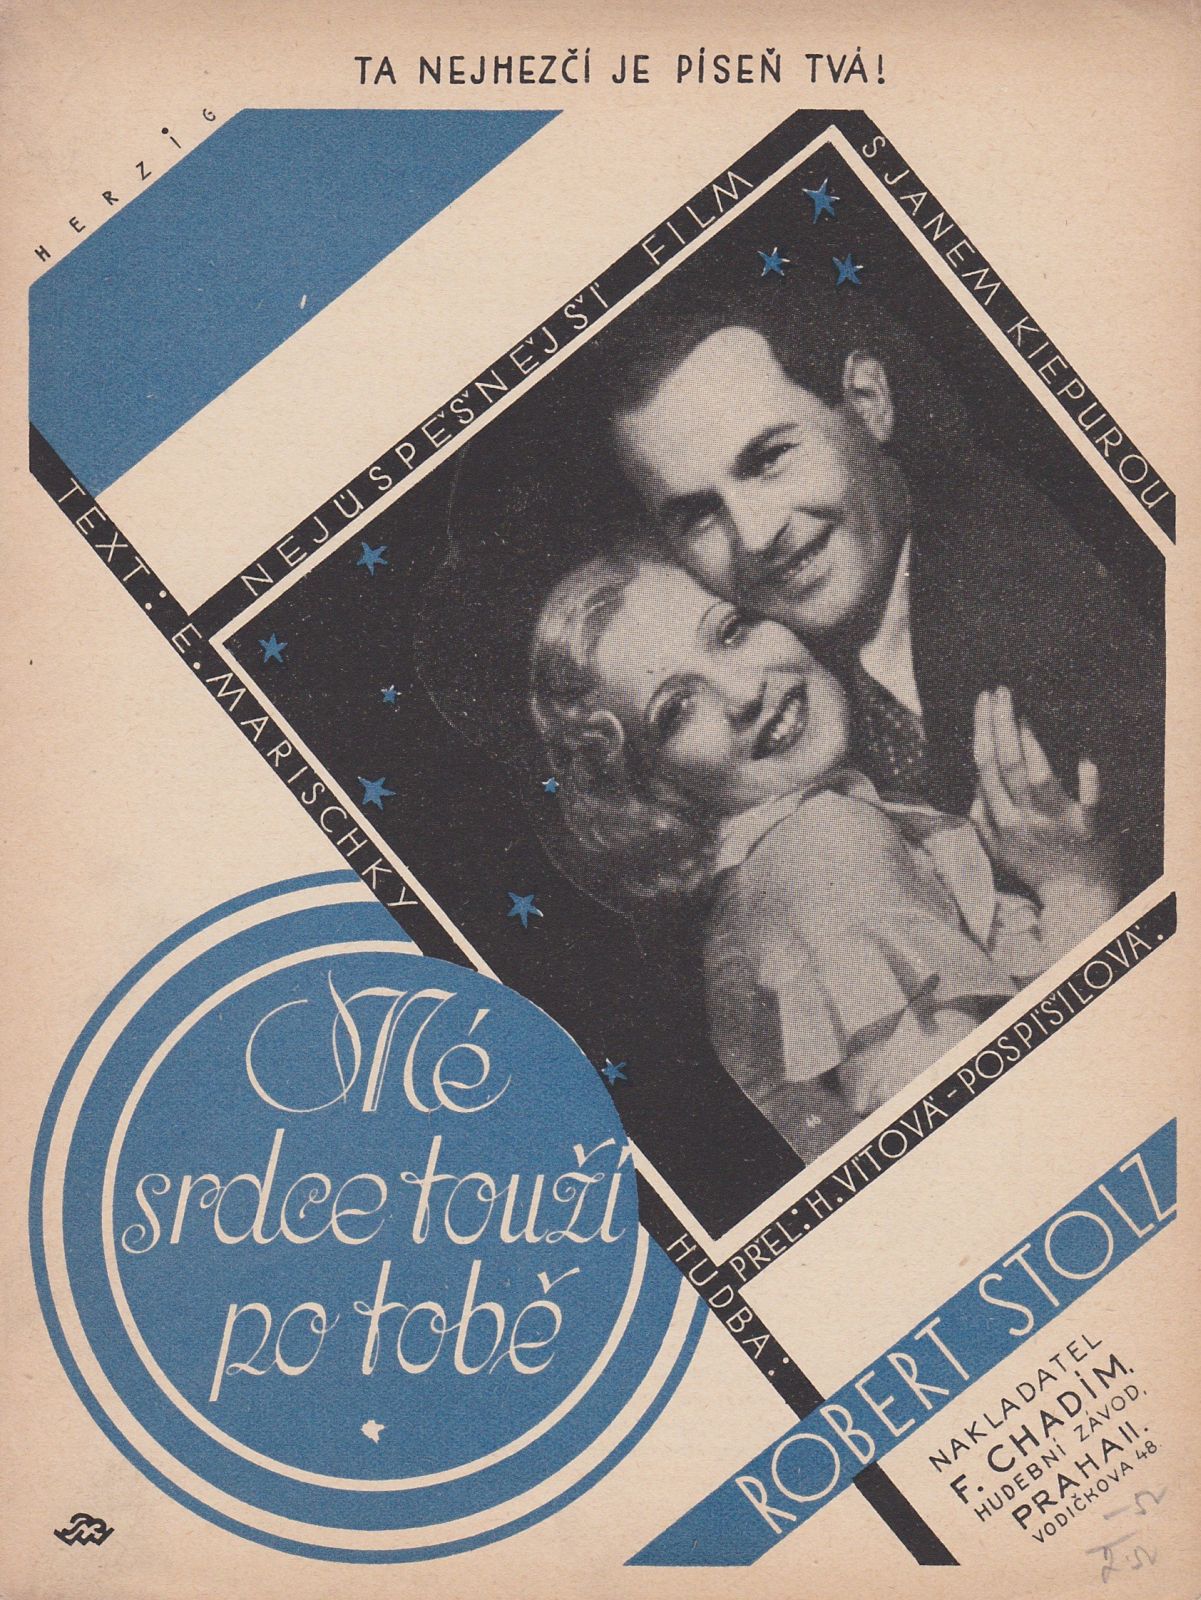 TA NEJHEZČÍ JE PÍSEŇ TVÁ!
HERZIG
NEJÚSPĚŠNEJŠÍ FILM
S JANEM KIEPUROU
TEXT: E. MARISCHKY
Mé
srdce touží
po tobě
PŘEL: H. VÍTOVÁ-POSPÍŠILOVÁ.
HUDBA:
ROBERT STOLZ
NAKLADATEL
F. CHADÍM,
HUDEBNÍ ZÁVOD,
PRAHA II.
VODIČKOVA 48.